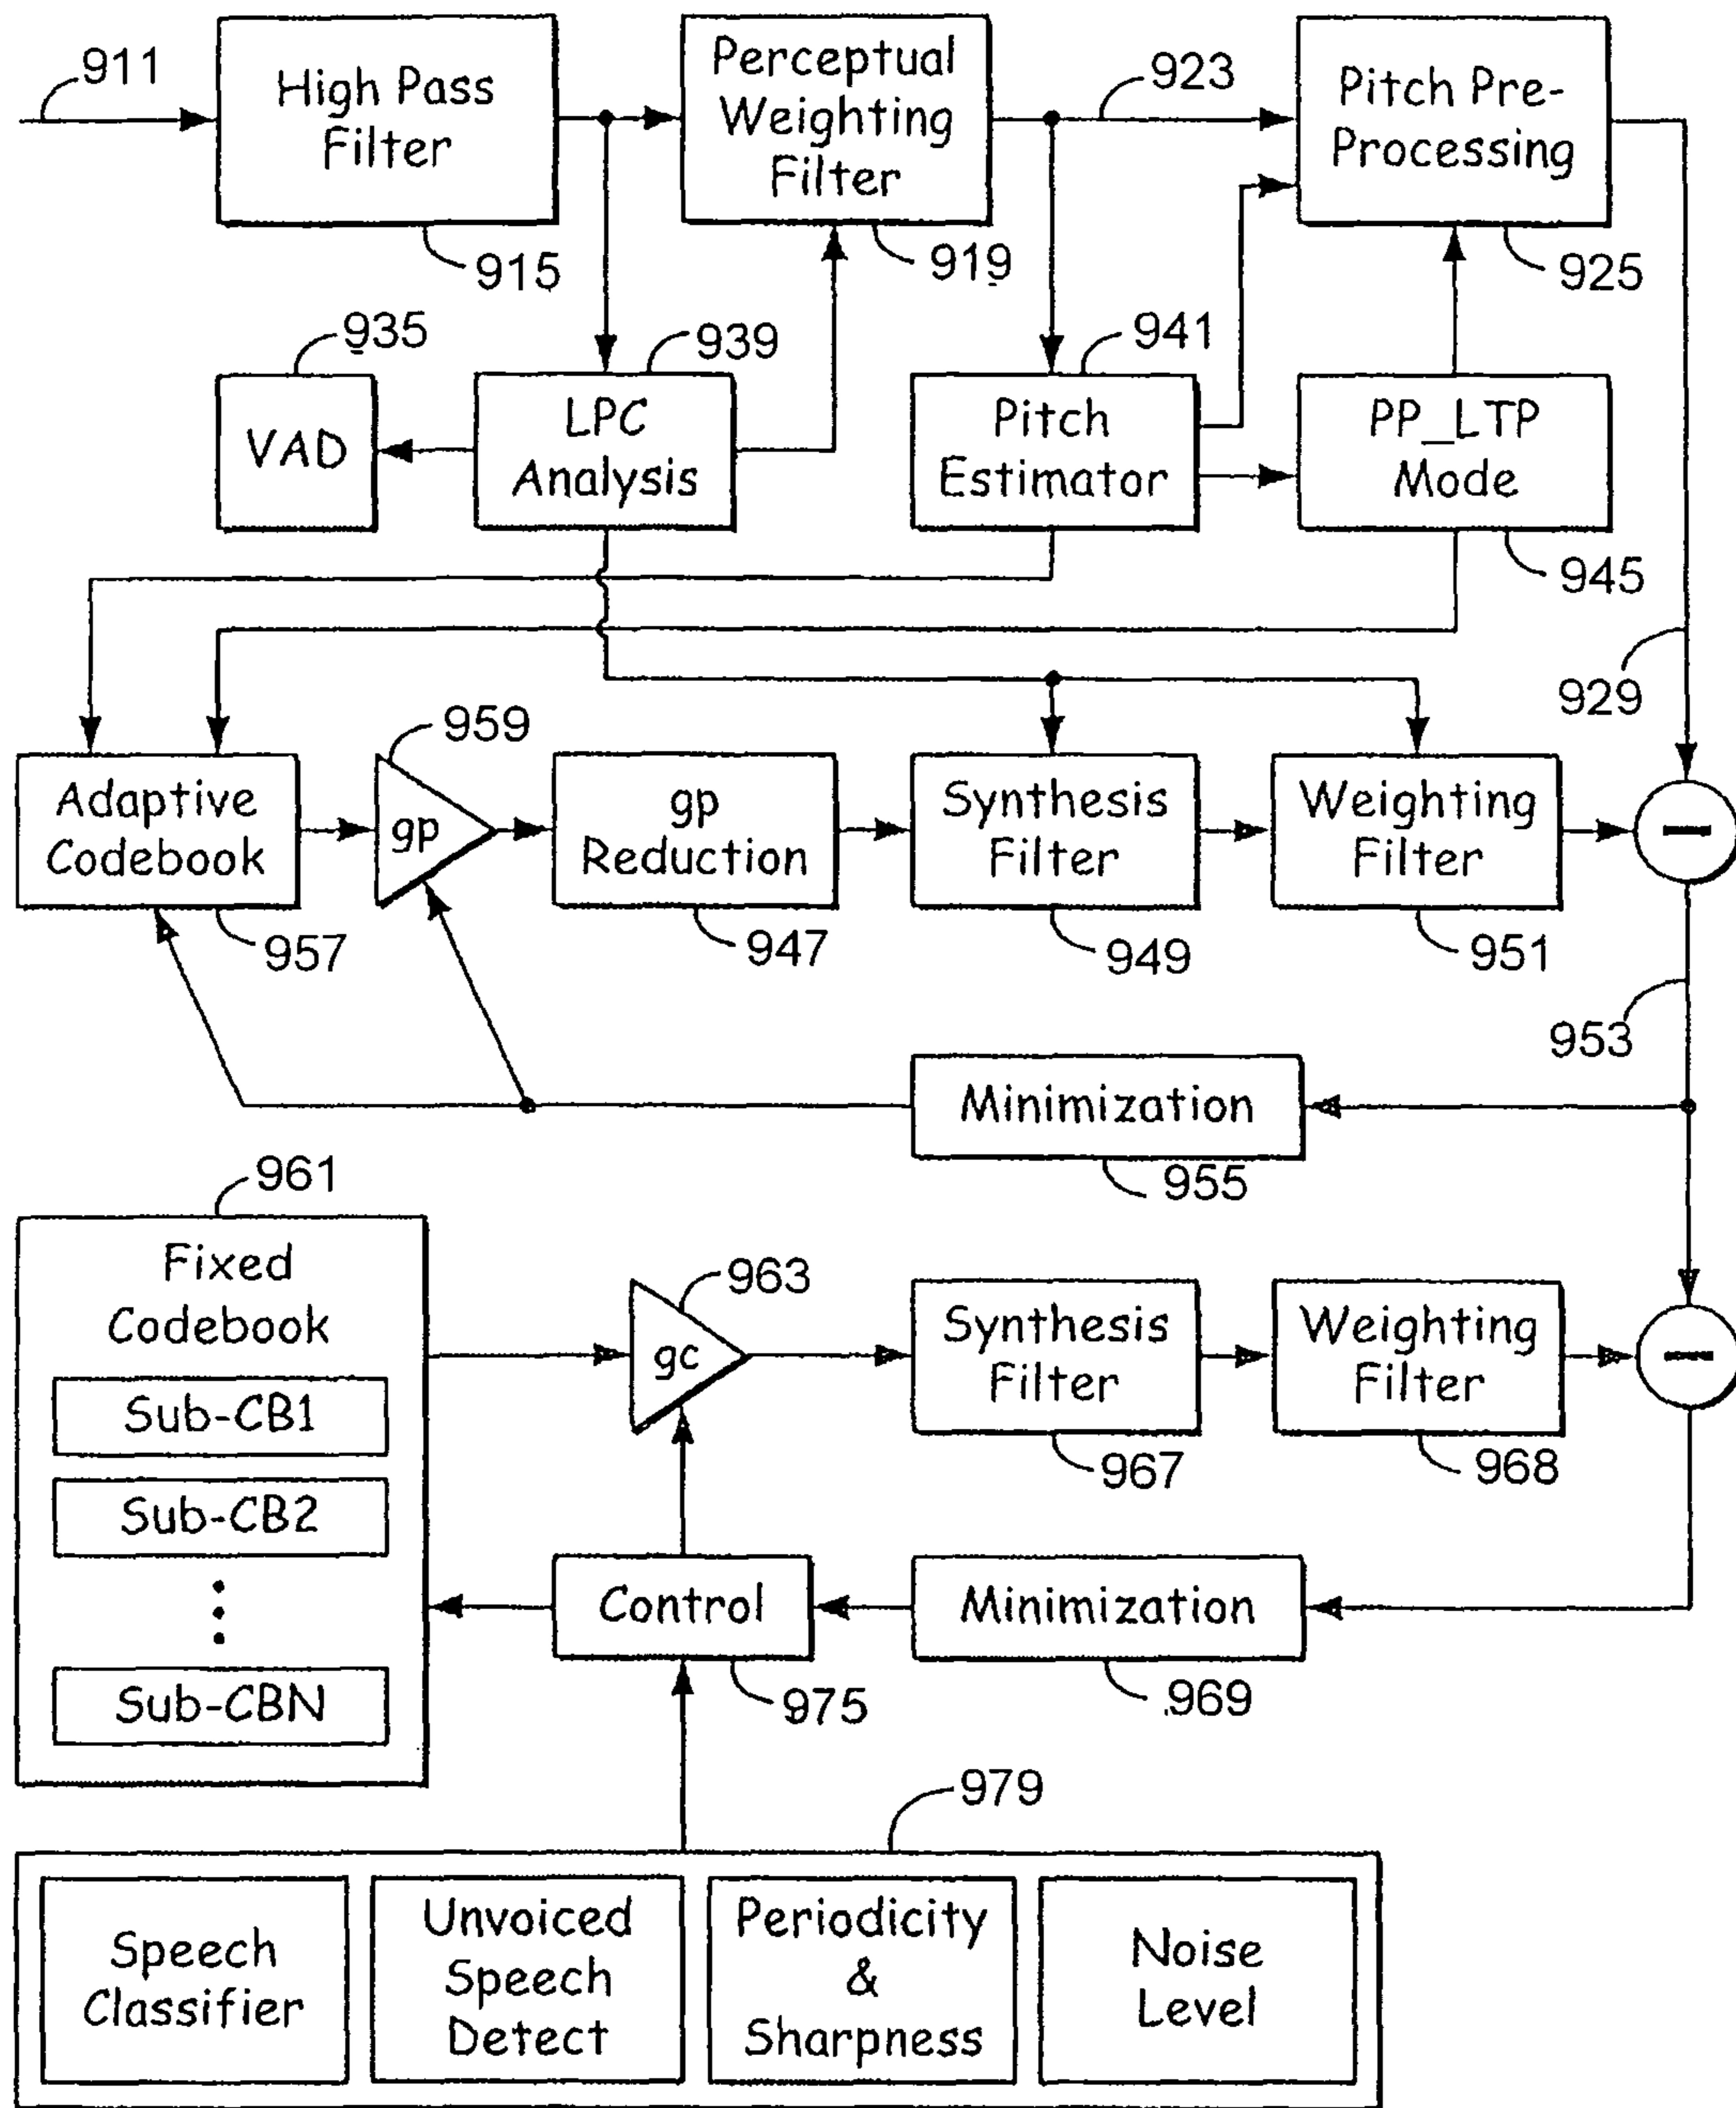 911
High Pass
Filter
915
Perceptual
Weighting
Filter
919
923
Pitch Pre-
Processing
925
935
VAD
939
LPC
Analysis
941
Pitch
Estimator
PP_LTP
Mode
945
929
959
Adaptive
Codebook
957
gp
gp
Reduction
947
Synthesis
Filter
949
Weighting
Filter
951
953
Minimization
955
961
Fixed
Codebook
Sub-CB1
Sub-CB2
Sub-CBN
963
gc
Synthesis
Filter
967
Weighting
Filter
968
Control
975
Minimization
969
979
Speech
Classifier
Unvoiced
Speech
Detect
Periodicity
&
Sharpness
Noise
Level